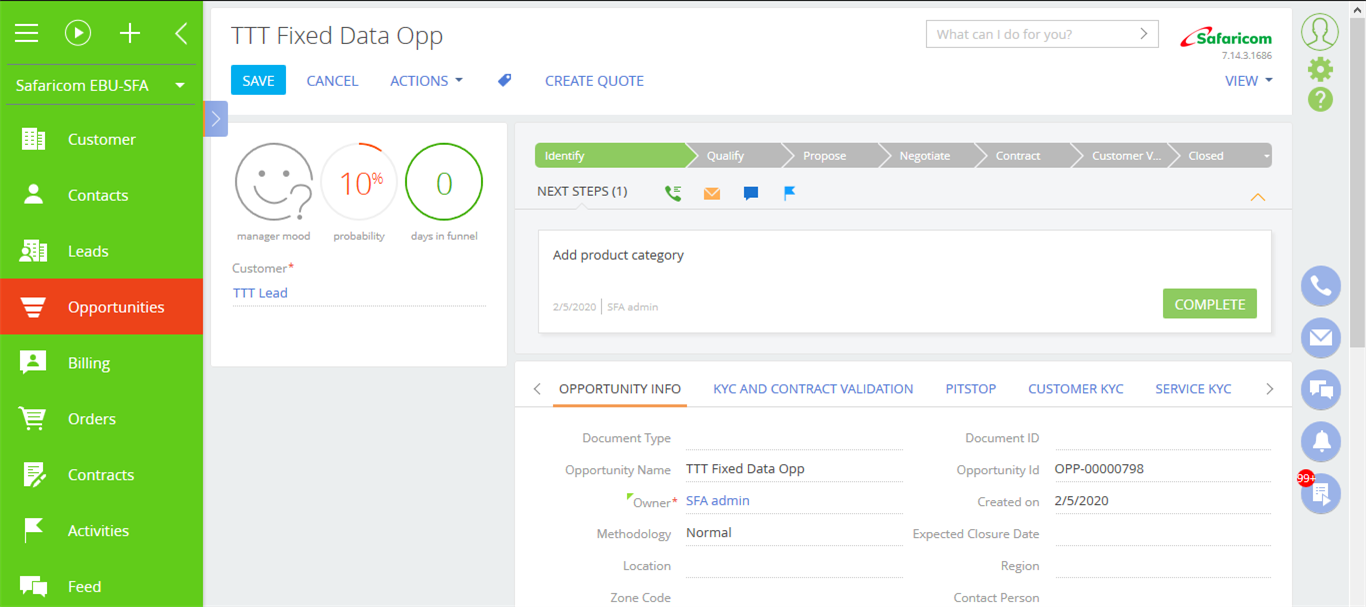 TTT Fixed Data Opp
What can I do for you?
Safaricom
7.14.3.1686
SAVE CANCEL ACTIONS CREATE QUOTE VIEW
Safaricom EBU-SFA
Customer
Contacts
Leads
Opportunities
Billing
Orders
Contracts
Activities
Feed
10%
0
manager mood probability days in funnel
Customer*
TTT Lead
Identify Qualify Propose Negotiate Contract Customer V... Closed
NEXT STEPS (1)
Add product category
2/5/2020 SFA admin
COMPLETE
OPPORTUNITY INFO KYC AND CONTRACT VALIDATION PITSTOP CUSTOMER KYC SERVICE KYC
Document Type Document ID
Opportunity Name TTT Fixed Data Opp Opportunity Id OPP-00000798
Owner* SFA admin Created on 2/5/2020
Methodology Normal Expected Closure Date
Location Region
Zone Code Contact Person
?
99+